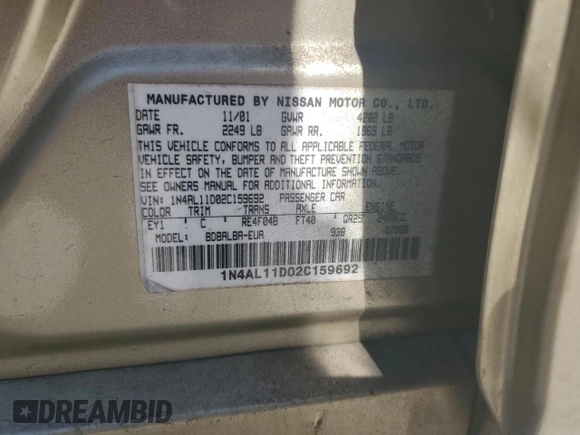 MANUFACTURED BY NISSAN MOTOR CO., LTD.
DATE 11/01 GVWR 4202 LB
GAWR FR. 2249 LB GAWR RR. 1969 LB
THIS VEHICLE CONFORMS TO ALL APPLICABLE FEDERAL MOTOR
VEHICLE SAFETY, BUMPER AND THEFT PREVENTION STANDARDS
IN EFFECT ON THE DATE OF MANUFACTURE SHOWN ABOVE.
SEE OWNERS MANUAL FOR ADDITIONAL INFORMATION.
VIN: 1N4AL11D02C159692 PASSENGER CAR
COLOR TRIM TRANS AXLE ENGINE
EY1 C RE4F04B FT40 QR25 2488CC
MODEL: BDBALBA-EUA 938
1N4AL11D02C159692
DREAMBID